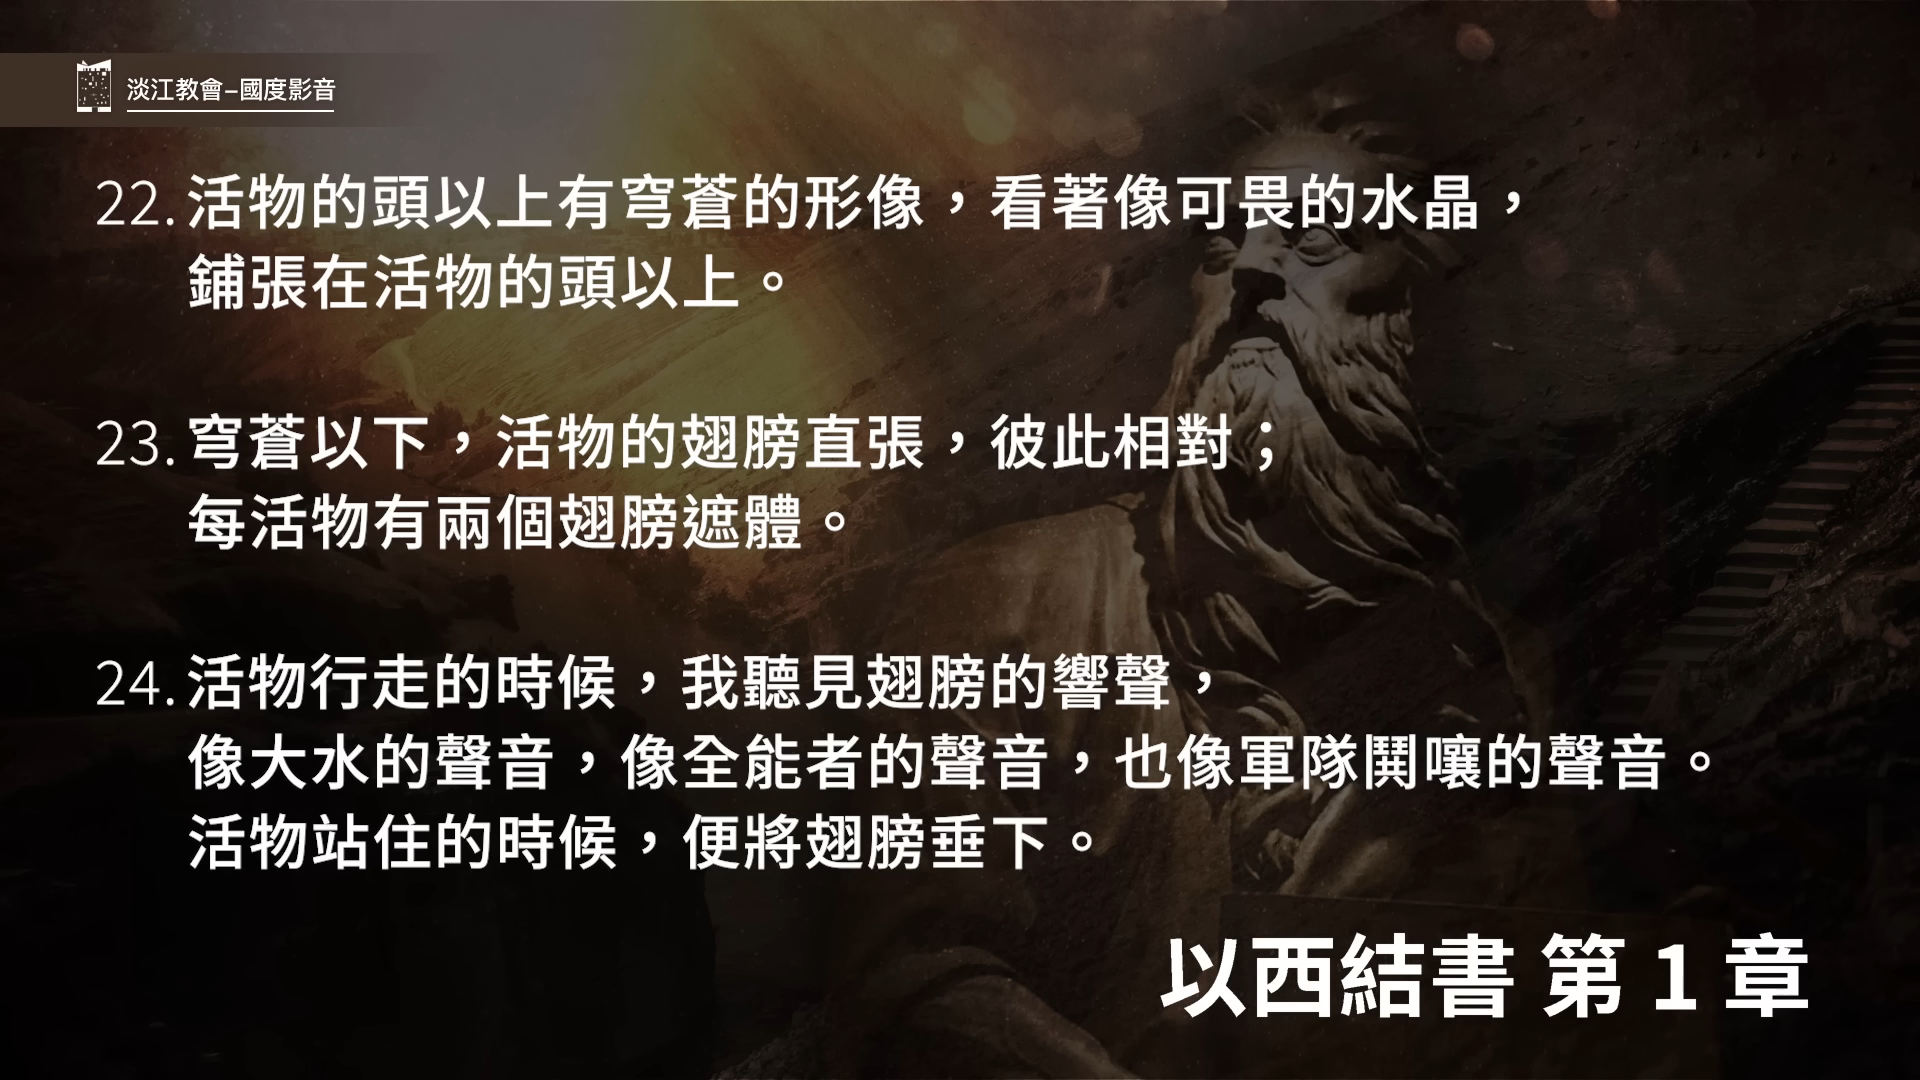 淡江教會–國度影音
22. 活物的頭以上有穹蒼的形像，看著像可畏的水晶，
鋪張在活物的頭以上。
23. 穹蒼以下，活物的翅膀直張，彼此相對；
每活物有兩個翅膀遮體。
24. 活物行走的時候，我聽見翅膀的響聲，
像大水的聲音，像全能者的聲音，也像軍隊鬨嚷的聲音。
活物站住的時候，便將翅膀垂下。
以西結書 第 1 章